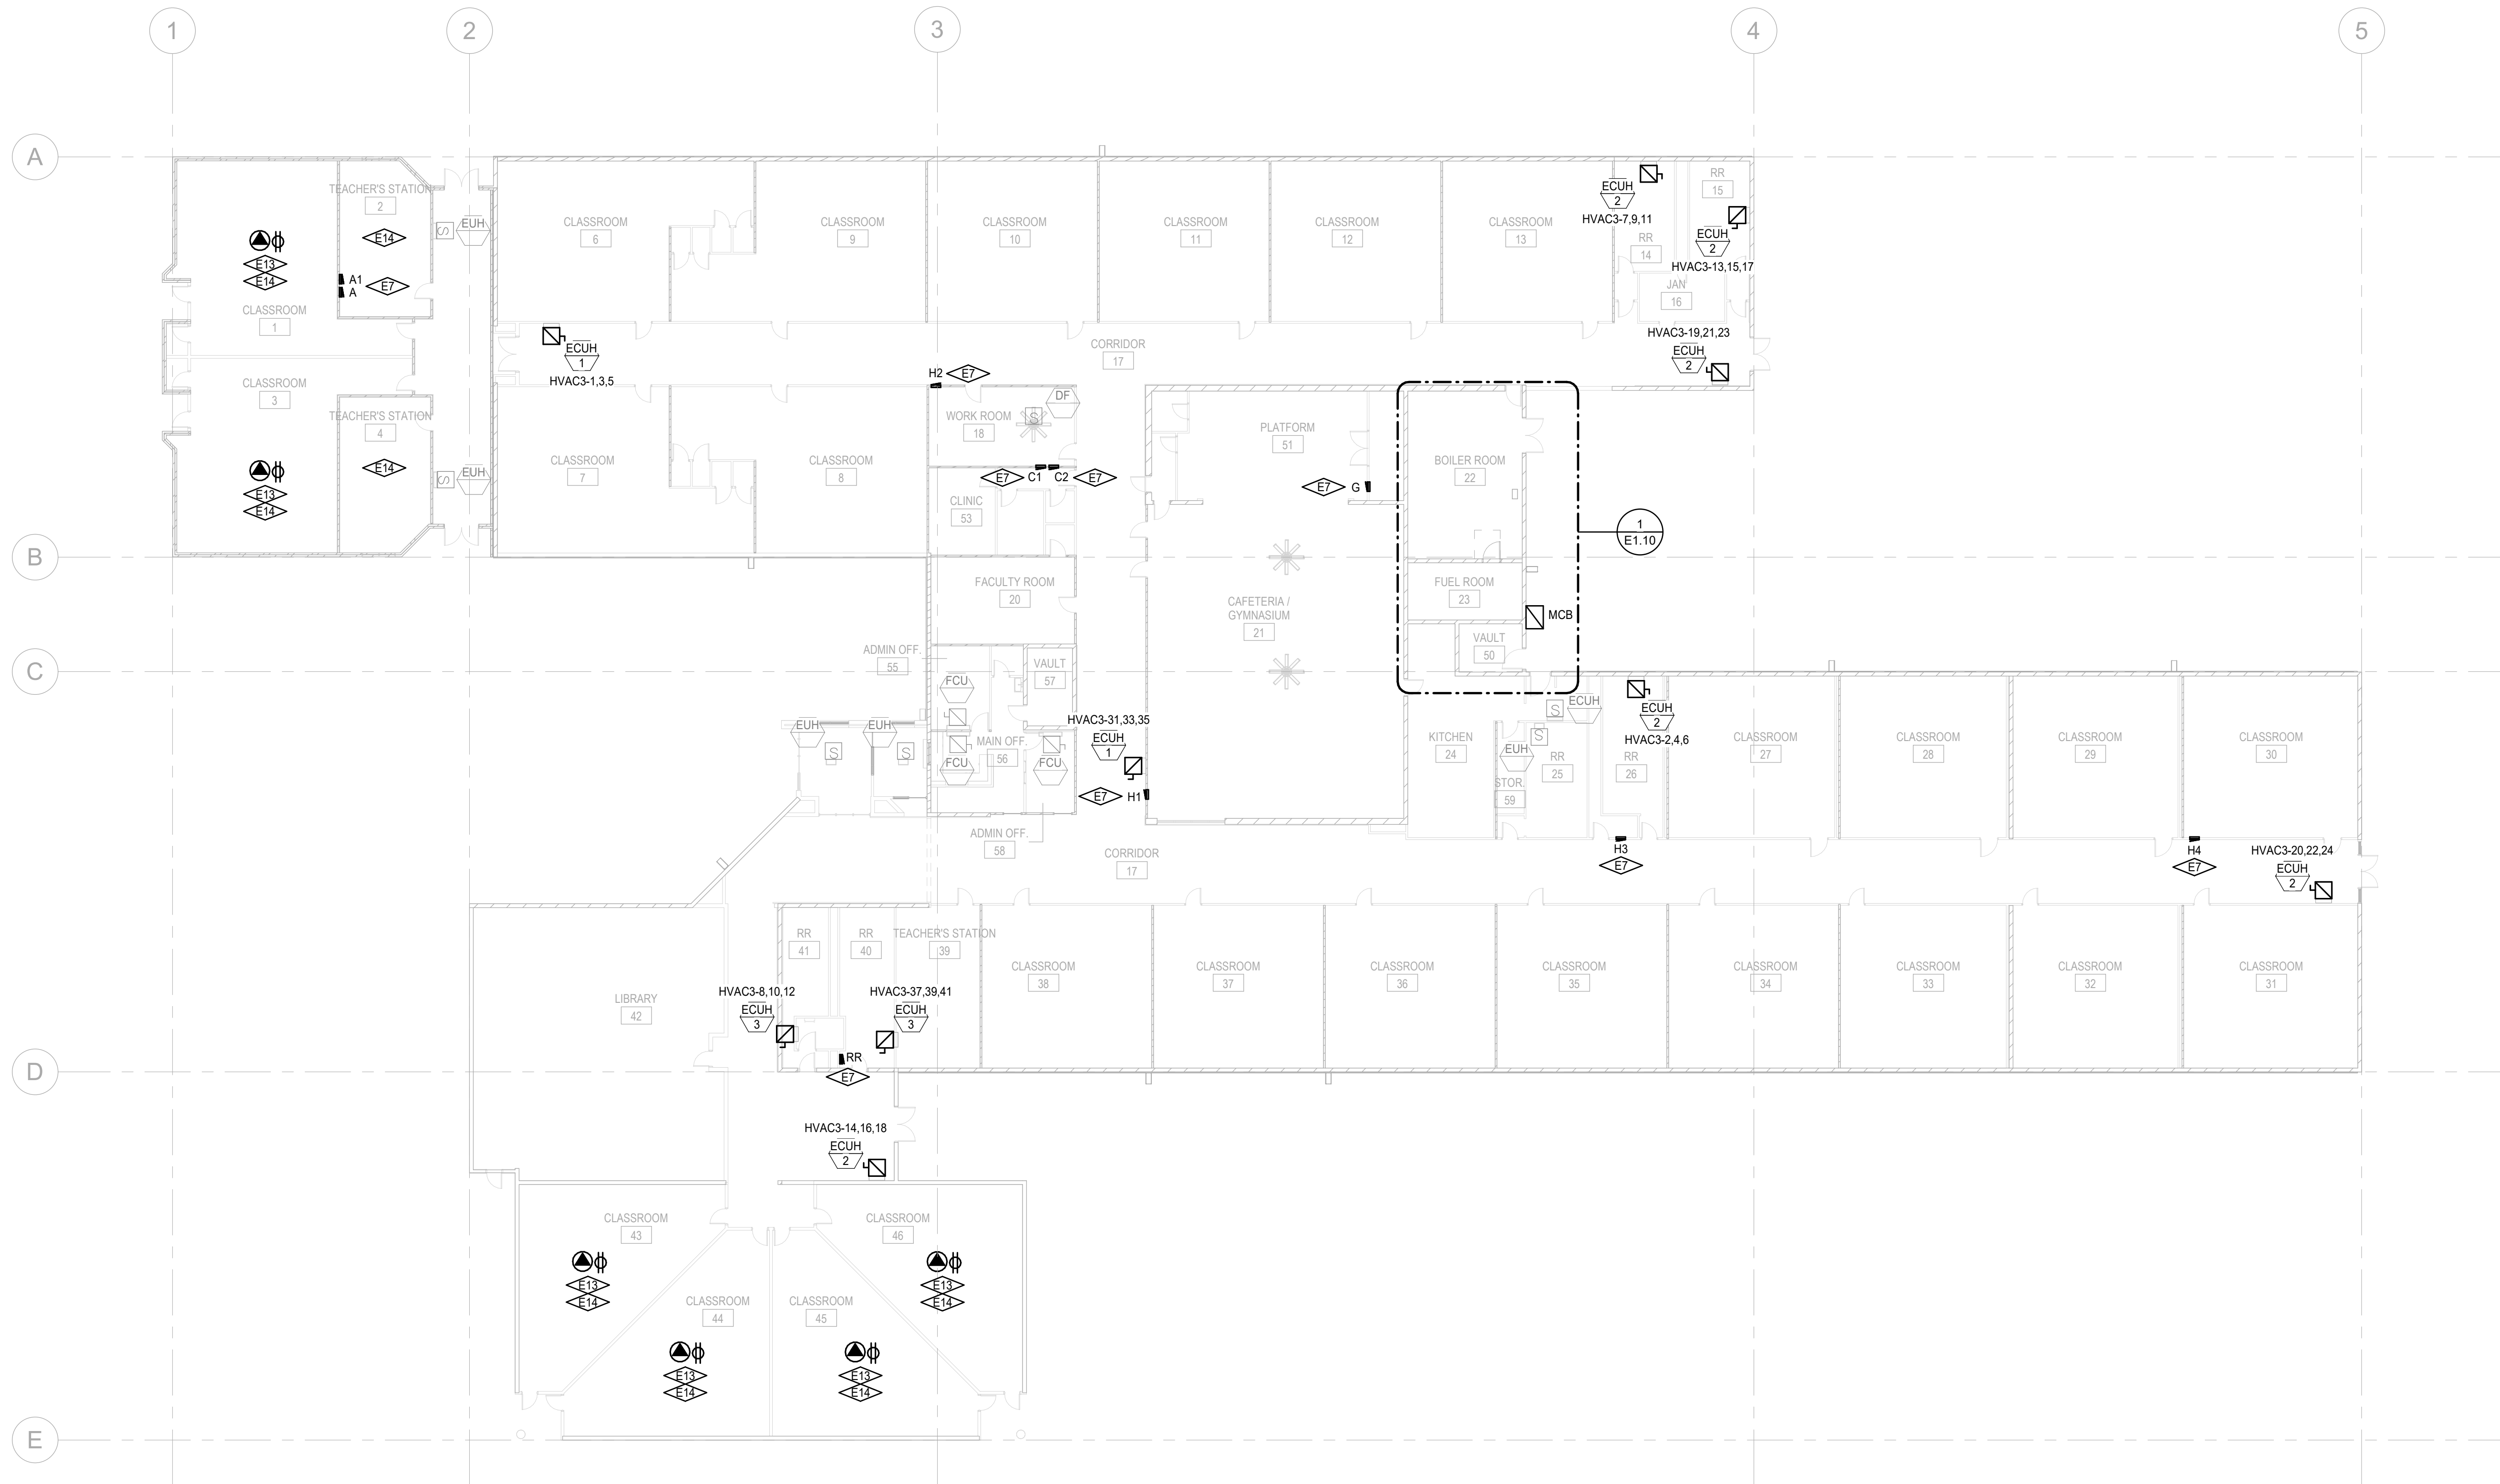 1
2
3
4
5
A
TEACHER'S STATION
2
E14
S
EUH
E13
E14
A1
A
E7
CLASSROOM
1
CLASSROOM
3
TEACHER'S STATION
4
E14
S
EUH
E13
E14
CLASSROOM
6
CLASSROOM
9
CLASSROOM
10
CLASSROOM
11
CLASSROOM
12
CLASSROOM
13
ECUH
2
HVAC3-7,9,11
RR
15
RR
14
ECUH
2
HVAC3-13,15,17
JAN
16
HVAC3-19,21,23
ECUH
2
ECUH
1
HVAC3-1,3,5
CORRIDOR
17
H2
E7
DF
S
WORK ROOM
18
CLASSROOM
7
CLASSROOM
8
E7
C1
C2
E7
CLINIC
53
PLATFORM
51
E7
G
BOILER ROOM
22
1
E1.10
B
FACULTY ROOM
20
CAFETERIA /
GYMNASIUM
21
FUEL ROOM
23
MCB
VAULT
50
C
ADMIN OFF.
55
FCU
VAULT
57
HVAC3-31,33,35
ECUH
1
EUH
EUH
S
S
FCU
MAIN OFF.
56
FCU
E7
H1
ADMIN OFF.
58
KITCHEN
24
S
ECUH
S
EUH
RR
25
STOR.
59
RR
26
ECUH
2
HVAC3-2,4,6
CLASSROOM
27
CLASSROOM
28
CLASSROOM
29
CLASSROOM
30
CORRIDOR
17
H3
E7
H4
E7
HVAC3-20,22,24
ECUH
2
RR
41
RR
40
TEACHER'S STATION
39
CLASSROOM
38
CLASSROOM
37
CLASSROOM
36
CLASSROOM
35
CLASSROOM
34
CLASSROOM
33
CLASSROOM
32
CLASSROOM
31
LIBRARY
42
HVAC3-8,10,12
ECUH
3
HVAC3-37,39,41
ECUH
3
RR
E7
D
HVAC3-14,16,18
ECUH
2
CLASSROOM
43
CLASSROOM
46
E13
E14
E13
E14
CLASSROOM
44
CLASSROOM
45
E13
E14
E13
E14
E